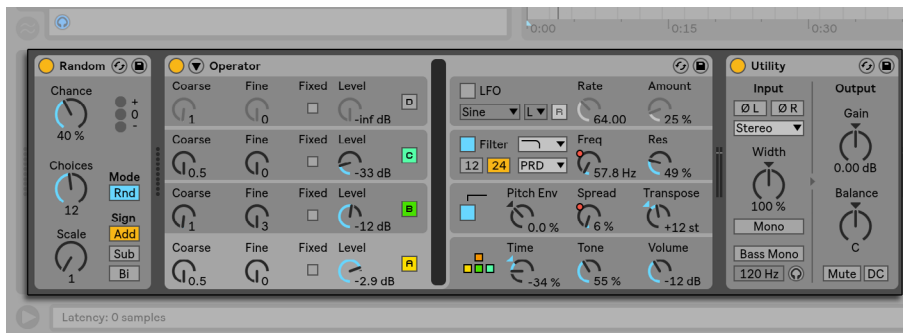 0:00
0:15
0:30
Random
Chance
40 %
+
0
-
Choices
12
Scale
1
Mode
Rnd
Sign
Add
Sub
Bi
Operator
Coarse Fine Fixed Level
1 0 -inf dB D
Coarse Fine Fixed Level
0.5 0 -33 dB C
Coarse Fine Fixed Level
1 3 -12 dB B
Coarse Fine Fixed Level
0.5 0 -2.9 dB A
LFO Rate Amount
Sine L R 64.00 25 %
Filter Freq Res
12 24 PRD 57.8 Hz 49 %
Pitch Env Spread Transpose
0.0 % 6 % +12 st
Time Tone Volume
-34 % 55 % -12 dB
Utility
Input
Ø L Ø R
Stereo
Width
100 %
Mono
Bass Mono
120 Hz
Output
Gain
0.00 dB
Balance
C
Mute DC
Latency: 0 samples